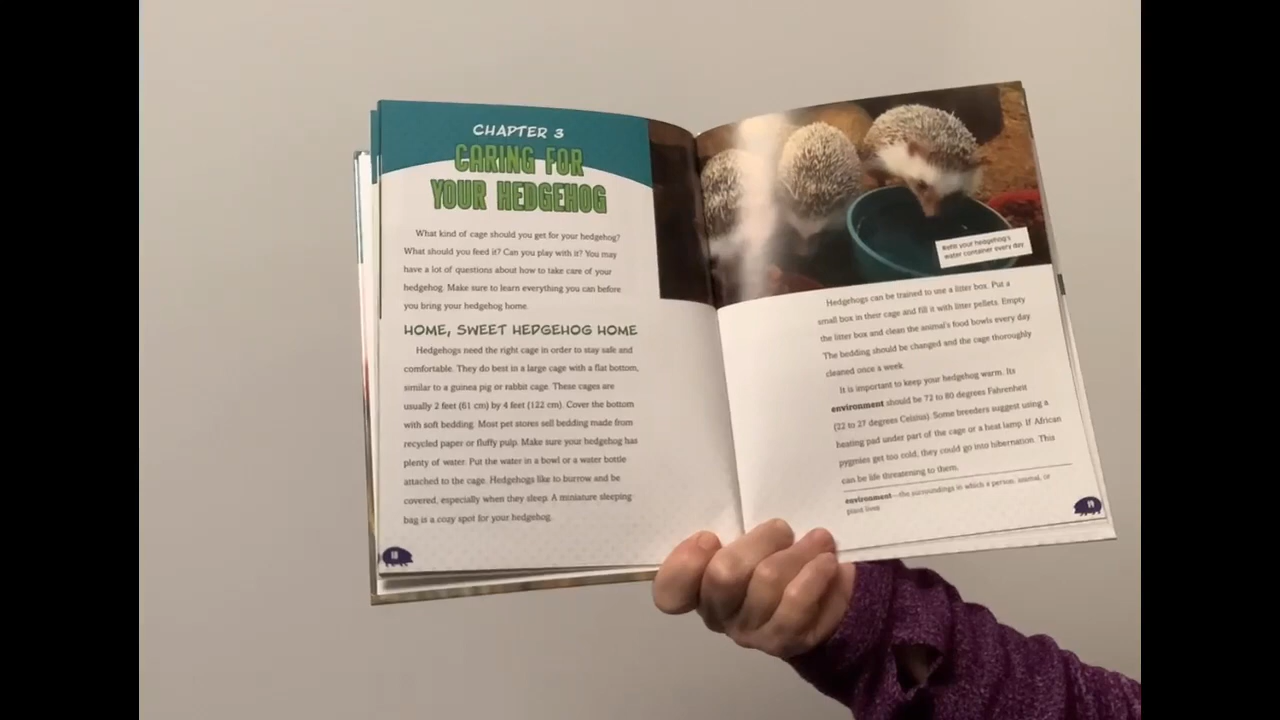 CHAPTER 3
CARING FOR
YOUR HEDGEHOG
What kind of cage should you get for your hedgehog?
What should you feed it? Can you play with it? You may
have a lot of questions about how to take care of your
hedgehog. Make sure to learn everything you can before
you bring your hedgehog home.
HOME, SWEET HEDGEHOG HOME
Hedgehogs need the right cage in order to stay safe and
comfortable. They do best in a large cage with a flat bottom,
similar to a guinea pig or rabbit cage. These cages are
usually 2 feet (61 cm) by 4 feet (122 cm). Cover the bottom
with soft bedding. Most pet stores sell bedding made from
recycled paper or fluffy pulp. Make sure your hedgehog has
plenty of water. Put the water in a bowl or a water bottle
attached to the cage. Hedgehogs like to burrow and be
covered, especially when they sleep. A miniature sleeping
bag is a cozy spot for your hedgehog.
18
Refill your hedgehog's
water container every day.
Hedgehogs can be trained to use a litter box. Put a
small box in their cage and fill it with litter pellets. Empty
the litter box and clean the animal's food bowls every day.
The bedding should be changed and the cage thoroughly
cleaned once a week.
It is important to keep your hedgehog warm. Its
environment should be 72 to 80 degrees Fahrenheit
(22 to 27 degrees Celsius). Some breeders suggest using a
heating pad under part of the cage or a heat lamp. If African
pygmies get too cold, they could go into hibernation. This
can be life threatening to them.
environment—the surroundings in which a person, animal, or
plant lives
19